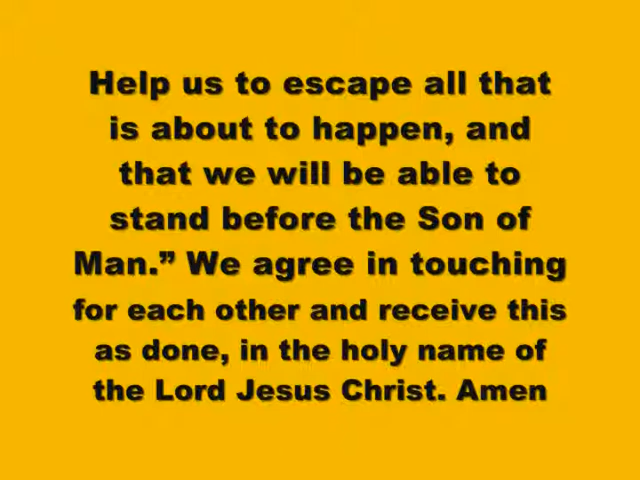 Help us to escape all that
is about to happen, and
that we will be able to
stand before the Son of
Man.” We agree in touching
for each other and receive this
as done, in the holy name of
the Lord Jesus Christ. Amen